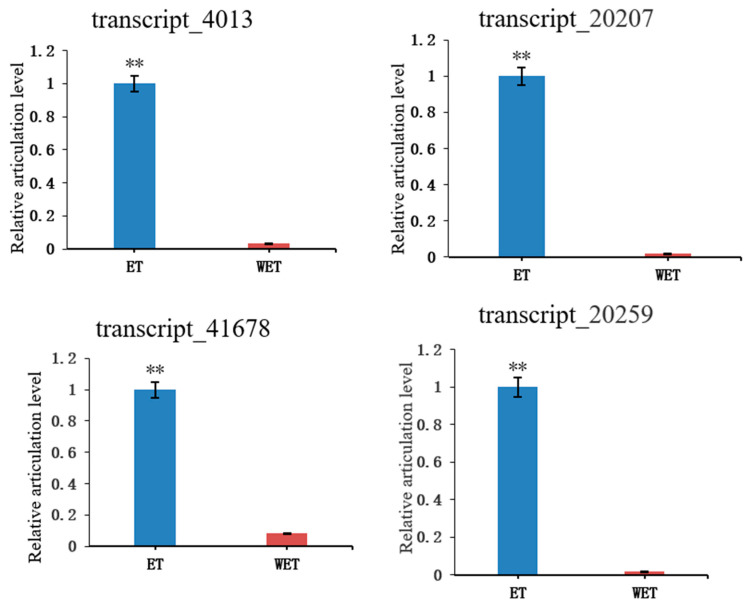 transcript_4013
Relative articulation level
1.2
1
0.8
0.6
0.4
0.2
0
**
ET
WET
transcript_20207
Relative articulation level
1.2
1
0.8
0.6
0.4
0.2
0
**
ET
WET
transcript_41678
Relative articulation level
1.2
1
0.8
0.6
0.4
0.2
0
**
ET
WET
transcript_20259
Relative articulation level
1.2
1
0.8
0.6
0.4
0.2
0
**
ET
WET